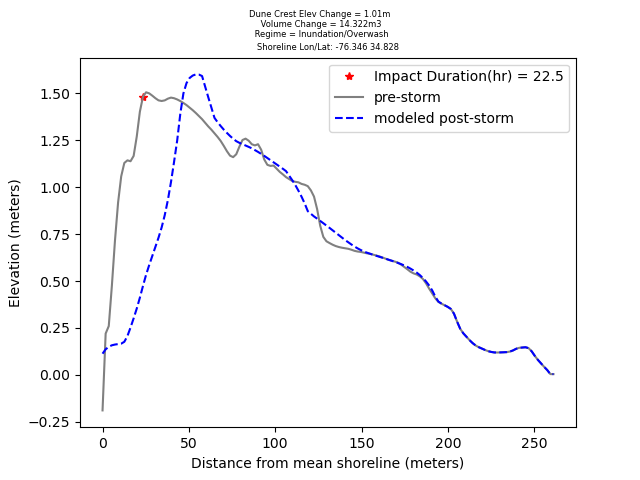 Dune Crest Elev Change = 1.01m
Volume Change = 14.322m3
Regime = Inundation/Overwash
Shoreline Lon/Lat: -76.346 34.828
Impact Duration(hr) = 22.5
pre-storm
modeled post-storm
Elevation (meters)
1.50
1.25
1.00
0.75
0.50
0.25
0.00
−0.25
0 50 100 150 200 250
Distance from mean shoreline (meters)